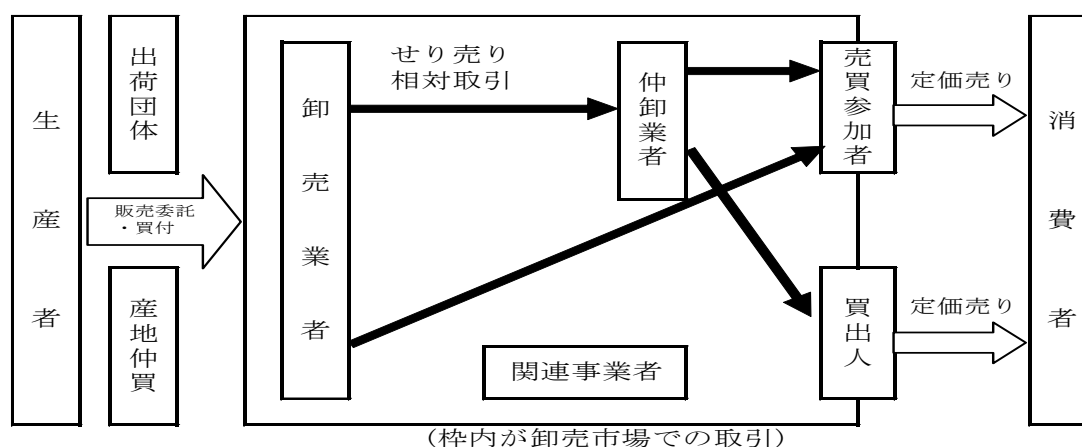 生産者
出荷団体
産地仲買
販売委託
・買付
卸売業者
せり売り
相対取引
仲卸業者
関連事業者
売買参加者
買出人
定価売り
定価売り
消費者
(枠内が卸売市場での取引)